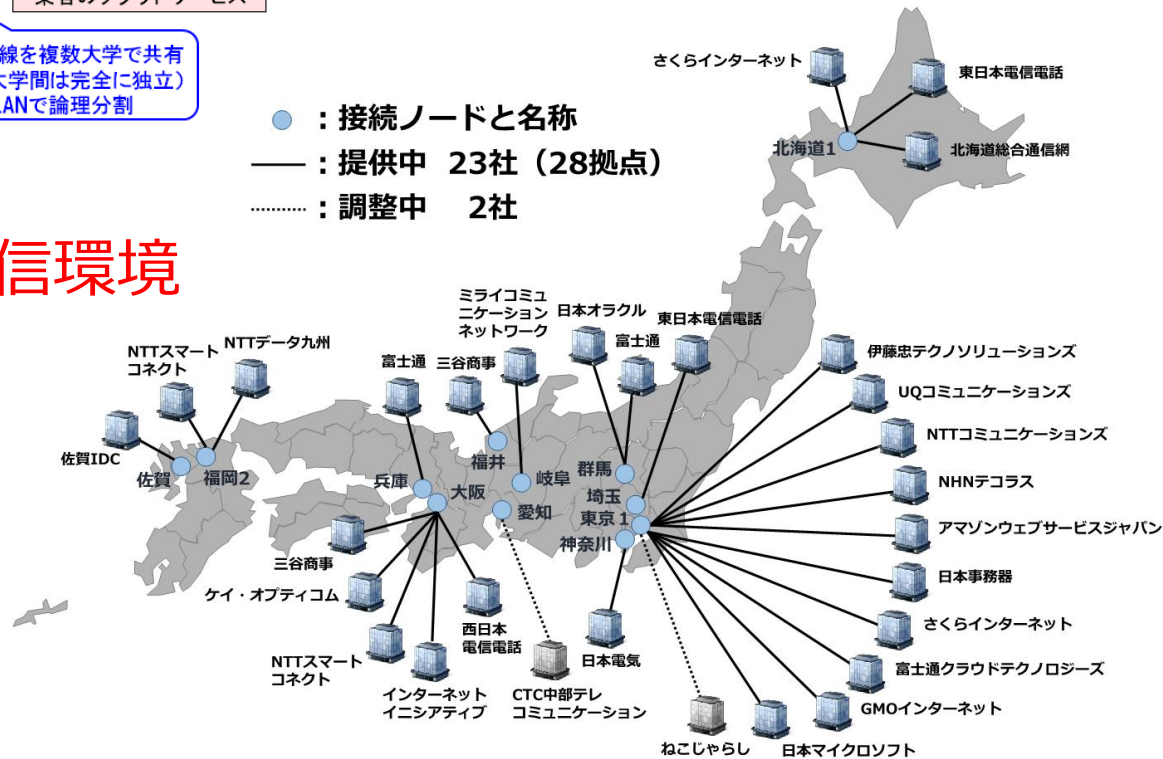 業者のクラウドサービス
線を複数大学で共有
大学間は完全に独立）
LANで論理分割
：接続ノードと名称
：提供中 23社（28拠点）
：調整中 2社
信環境
さくらインターネット
東日本電信電話
北海道1
北海道総合通信網
ミライコミュ
ニケーション
ネットワーク
日本オラクル
東日本電信電話
富士通
NTTデータ九州
NTTスマート
コネクト
富士通
三谷商事
伊藤忠テクノソリューションズ
UQコミュニケーションズ
NTTコミュニケーションズ
佐賀IDC
佐賀
福岡2
兵庫
大阪
福井
岐阜
愛知
群馬
埼玉
東京1
神奈川
NHNテコラス
アマゾンウェブサービスジャパン
三谷商事
日本事務器
ケイ・オプティコム
さくらインターネット
西日本
電信電話
NTTスマート
コネクト
インターネット
イニシアティブ
CTC中部テレ
コミュニケーション
日本電気
富士通クラウドテクノロジーズ
GMOインターネット
ねこじゃらし
日本マイクロソフト